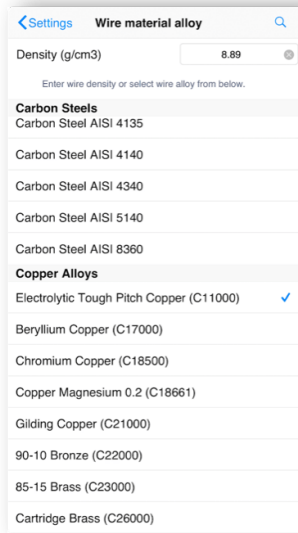 Settings
Wire material alloy
Density (g/cm3)
8.89
Enter wire density or select wire alloy from below.
Carbon Steels
Carbon Steel AISI 4135
Carbon Steel AISI 4140
Carbon Steel AISI 4340
Carbon Steel AISI 5140
Carbon Steel AISI 8360
Copper Alloys
Electrolytic Tough Pitch Copper (C11000)
Beryllium Copper (C17000)
Chromium Copper (C18500)
Copper Magnesium 0.2 (C18661)
Gilding Copper (C21000)
90-10 Bronze (C22000)
85-15 Brass (C23000)
Cartridge Brass (C26000)